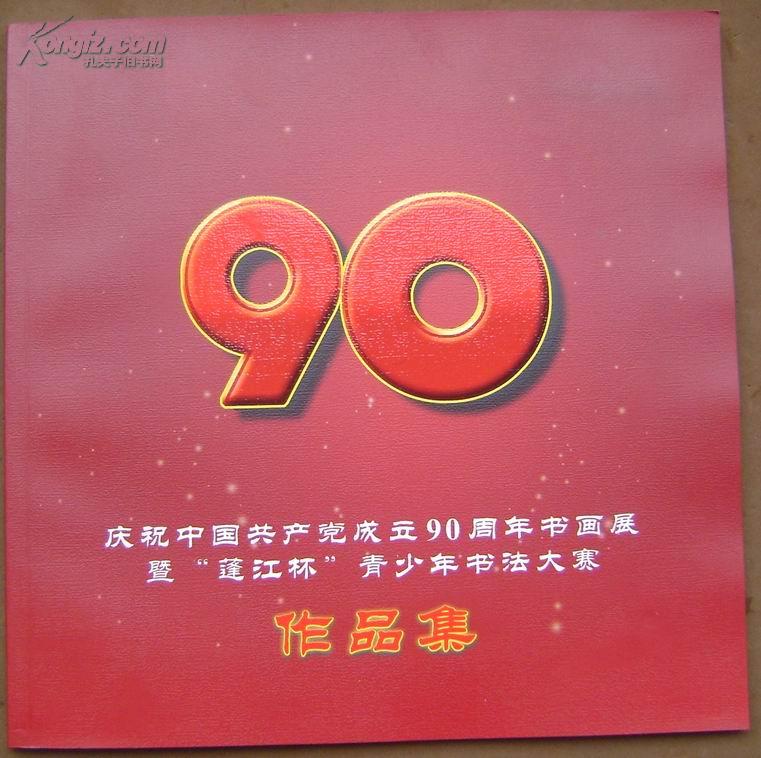 Kongfz.com
孔夫子旧书网
90
庆祝中国共产党成立90周年书画展
暨“蓬江杯”青少年书法大赛
作品集